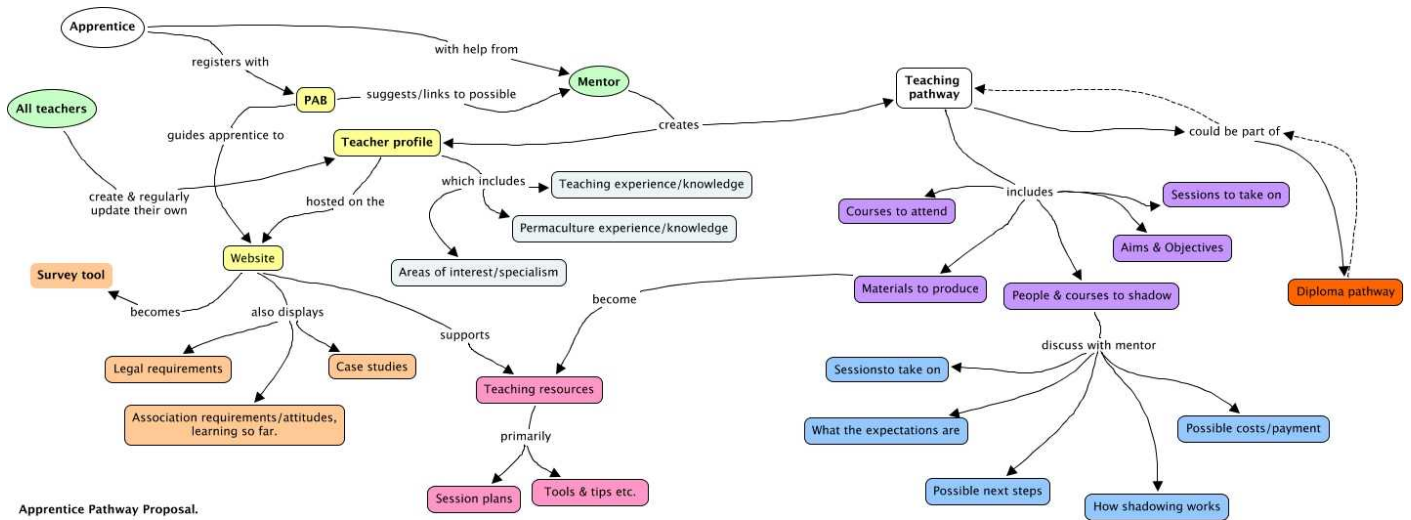 Apprentice
with help from
registers with
Mentor
Teaching
pathway
All teachers
PAB
suggests/links to possible
creates
could be part of
guides apprentice to
Teacher profile
which includes
Teaching experience/knowledge
create & regularly
update their own
hosted on the
includes
Sessions to take on
Courses to attend
Permaculture experience/knowledge
Aims & Objectives
Website
Areas of interest/specialism
Survey tool
Materials to produce
People & courses to shadow
Diploma pathway
become
becomes
also displays
supports
discuss with mentor
Legal requirements
Case studies
Sessionsto take on
Teaching resources
Association requirements/attitudes,
learning so far.
What the expectations are
Possible costs/payment
primarily
Session plans
Tools & tips etc.
Possible next steps
How shadowing works
Apprentice Pathway Proposal.